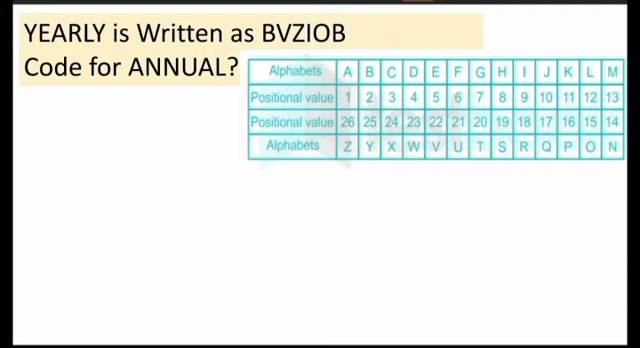 YEARLY is Written as BVZIOB
Code for ANNUAL?
Alphabets A B C D E F G H I J K L M
Positional value 1 2 3 4 5 6 7 8 9 10 11 12 13
Positional value 26 25 24 23 22 21 20 19 18 17 16 15 14
Alphabets Z Y X W V U T S R Q P O N